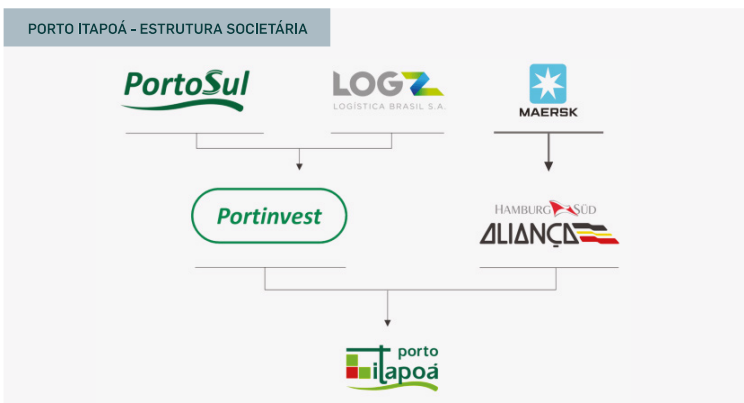 PORTO ITAPOÁ - ESTRUTURA SOCIETÁRIA
PortoSul
LOGZ
LOGÍSTICA BRASIL S.A.
MAERSK
Portinvest
HAMBURG SÜD
ALIANÇA
porto
itapoá